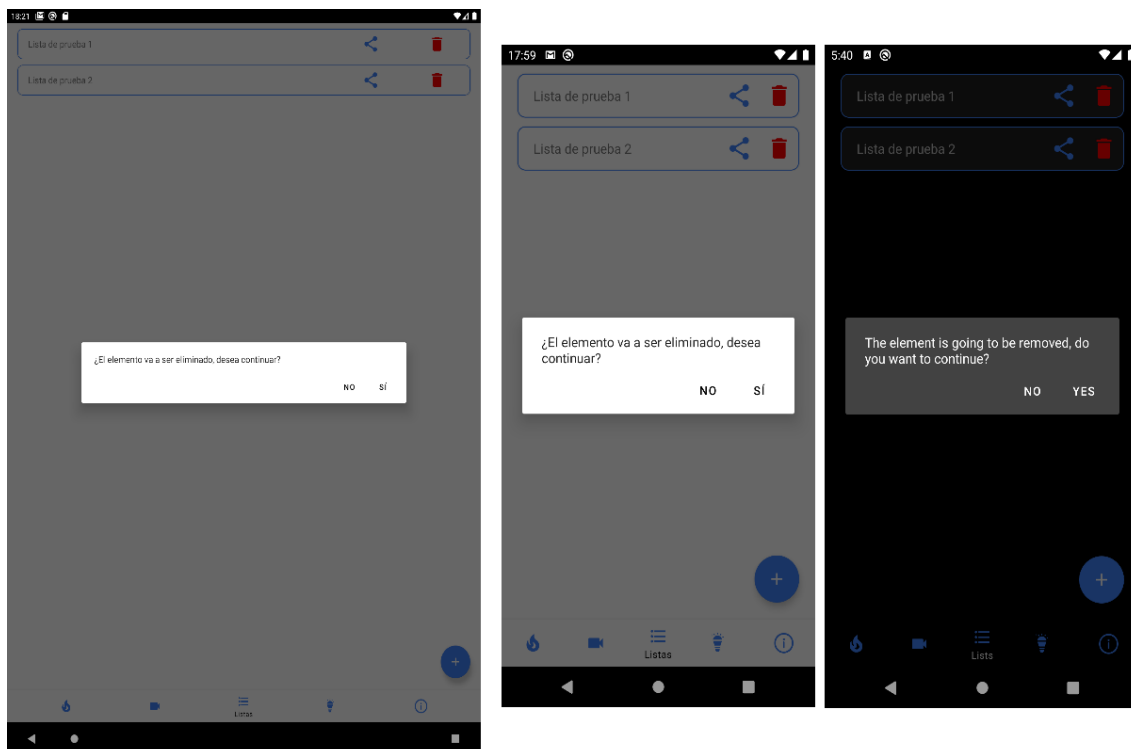 18:21
Lista de prueba 1
Lista de prueba 2
¿El elemento va a ser eliminado, desea continuar?
NO SÍ
Listas
17:59
Lista de prueba 1
Lista de prueba 2
¿El elemento va a ser eliminado, desea
continuar?
NO SÍ
Listas
5:40
Lista de prueba 1
Lista de prueba 2
The element is going to be removed, do
you want to continue?
NO YES
Lists